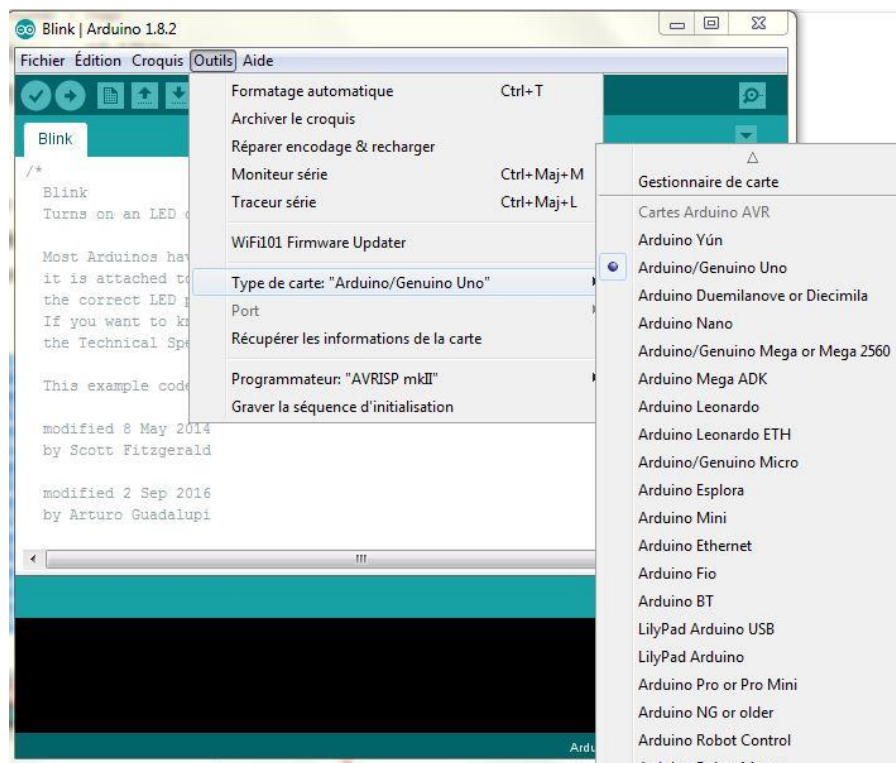 Blink | Arduino 1.8.2
Fichier Édition Croquis Outils Aide
Blink
/*
Blink
Turns on an LED
Most Arduinos hav
it is attached to
the correct LED
If you want to kn
the Technical Spe
This example code
modified 8 May 2014
by Scott Fitzgerald
modified 2 Sep 2016
by Arturo Guadalupi
Formatage automatique Ctrl+T
Archiver le croquis
Réparer encodage & recharger
Moniteur série Ctrl+Maj+M
Traceur série Ctrl+Maj+L
WiFi101 Firmware Updater
Type de carte: "Arduino/Genuino Uno"
Port
Récupérer les informations de la carte
Programmateur: "AVRISP mkII"
Graver la séquence d'initialisation
Gestionnaire de carte
Cartes Arduino AVR
Arduino Yún
Arduino/Genuino Uno
Arduino Duemilanove or Diecimila
Arduino Nano
Arduino/Genuino Mega or Mega 2560
Arduino Mega ADK
Arduino Leonardo
Arduino Leonardo ETH
Arduino/Genuino Micro
Arduino Esplora
Arduino Mini
Arduino Ethernet
Arduino Fio
Arduino BT
LilyPad Arduino USB
LilyPad Arduino
Arduino Pro or Pro Mini
Arduino NG or older
Arduino Robot Control
Ardu